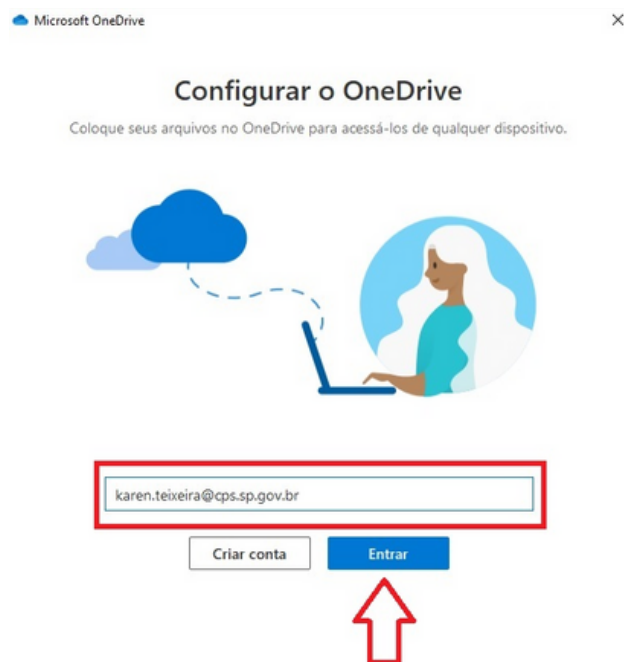 Microsoft OneDrive
Configurar o OneDrive
Coloque seus arquivos no OneDrive para acessá-los de qualquer dispositivo.
karen.teixeira@cps.sp.gov.br
Criar conta Entrar